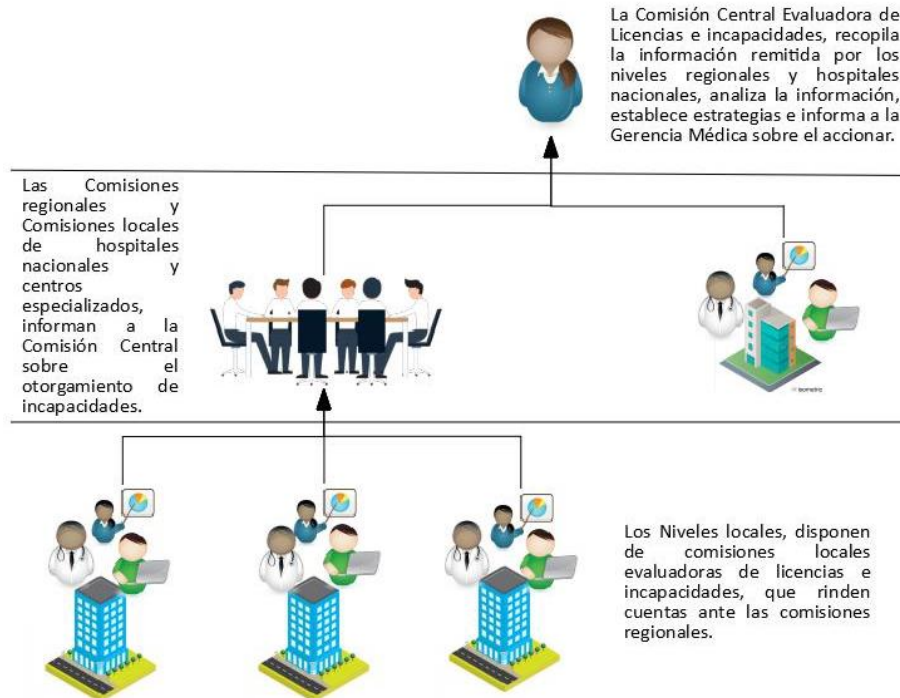 La Comisión Central Evaluadora de
Licencias e incapacidades, recopila
la información remitida por los
niveles regionales y hospitales
nacionales, analiza la información,
establece estrategias e informa a la
Gerencia Médica sobre el accionar.
Las Comisiones
regionales y
Comisiones locales
de hospitales
nacionales y
centros
especializados,
informan a la
Comisión Central
sobre el
otorgamiento de
incapacidades.
Los Niveles locales, disponen
de comisiones locales
evaluadoras de licencias e
incapacidades, que rinden
cuentas ante las comisiones
regionales.